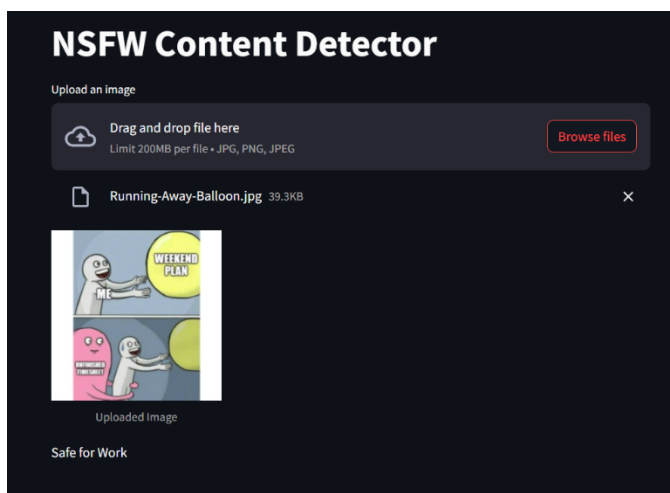 NSFW Content Detector
Upload an image
Drag and drop file here
Limit 200MB per file • JPG, PNG, JPEG
Browse files
Running-Away-Balloon.jpg 39.3KB
WEEKEND
PLAN
ME
UNFINISHED
TIMESHEET
Uploaded Image
Safe for Work